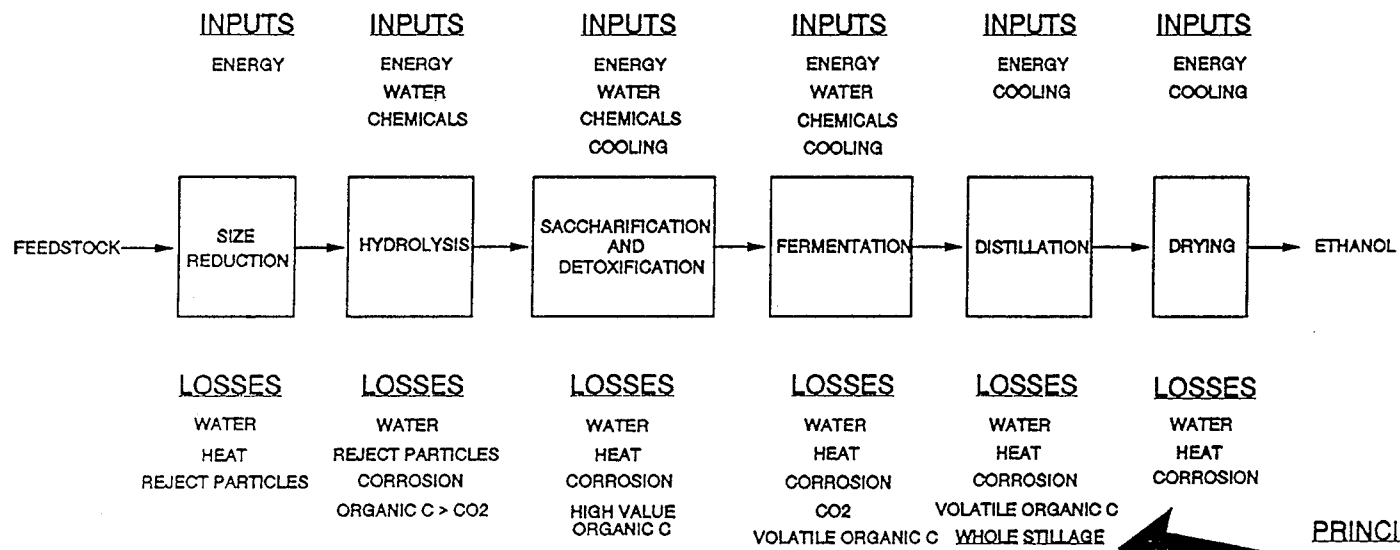 INPUTS INPUTS INPUTS INPUTS INPUTS INPUTS
ENERGY ENERGY ENERGY ENERGY ENERGY ENERGY
WATER WATER WATER COOLING COOLING
CHEMICALS CHEMICALS CHEMICALS
COOLING COOLING
FEEDSTOCK
SIZE
REDUCTION
HYDROLYSIS
SACCHARIFICATION
AND
DETOXIFICATION
FERMENTATION
DISTILLATION
DRYING
ETHANOL
LOSSES LOSSES LOSSES LOSSES LOSSES LOSSES
WATER WATER WATER WATER WATER WATER
HEAT REJECT PARTICLES HEAT HEAT HEAT HEAT
REJECT PARTICLES CORROSION CORROSION CORROSION CORROSION CORROSION
ORGANIC C > CO2 HIGH VALUE CO2 VOLATILE ORGANIC C
ORGANIC C VOLATILE ORGANIC C WHOLE STILLAGE